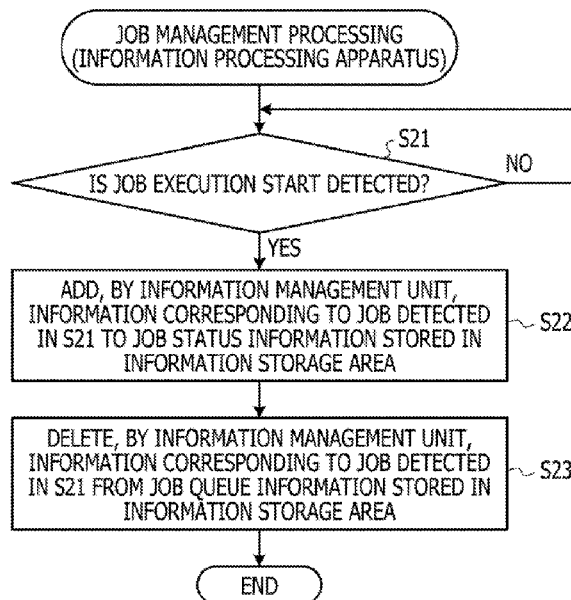 JOB MANAGEMENT PROCESSING
(INFORMATION PROCESSING APPARATUS)
S21
IS JOB EXECUTION START DETECTED?
NO
YES
ADD, BY INFORMATION MANAGEMENT UNIT,
INFORMATION CORRESPONDING TO JOB DETECTED
IN S21 TO JOB STATUS INFORMATION STORED IN
INFORMATION STORAGE AREA
S22
DELETE, BY INFORMATION MANAGEMENT UNIT,
INFORMATION CORRESPONDING TO JOB DETECTED
IN S21 FROM JOB QUEUE INFORMATION STORED IN
INFORMATION STORAGE AREA
S23
END